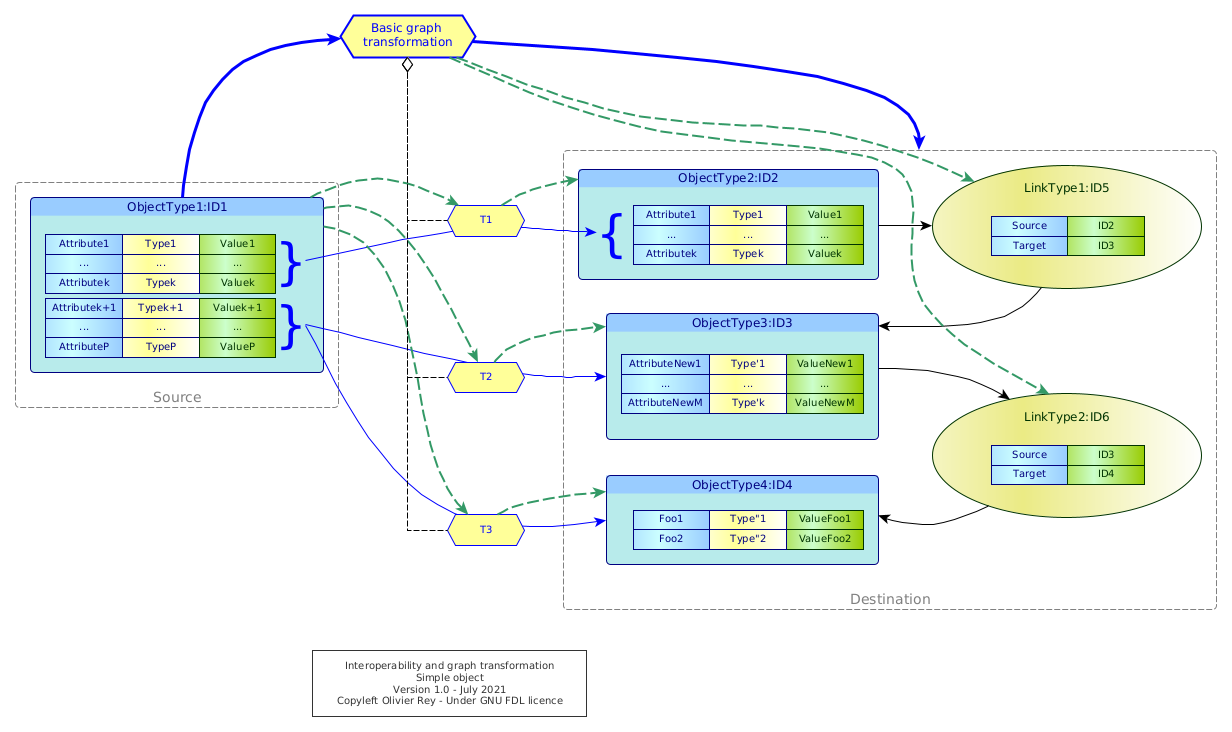 Basic graph
transformation
ObjectType1:ID1
Attribute1 Type1 Value1
... ... ...
Attributek Typek Valuek
}
Attributek+1 Typek+1 Valuek+1
... ... ...
AttributeP TypeP ValueP
}
Source
T1
T2
T3
ObjectType2:ID2
{
Attribute1 Type1 Value1
... ... ...
Attributek Typek Valuek
ObjectType3:ID3
AttributeNew1 Type'1 ValueNew1
... ... ...
AttributeNewM Type'k ValueNewM
ObjectType4:ID4
Foo1 Type"1 ValueFoo1
Foo2 Type"2 ValueFoo2
LinkType1:ID5
Source ID2
Target ID3
LinkType2:ID6
Source ID3
Target ID4
Destination
Interoperability and graph transformation
Simple object
Version 1.0 - July 2021
Copyleft Olivier Rey - Under GNU FDL licence